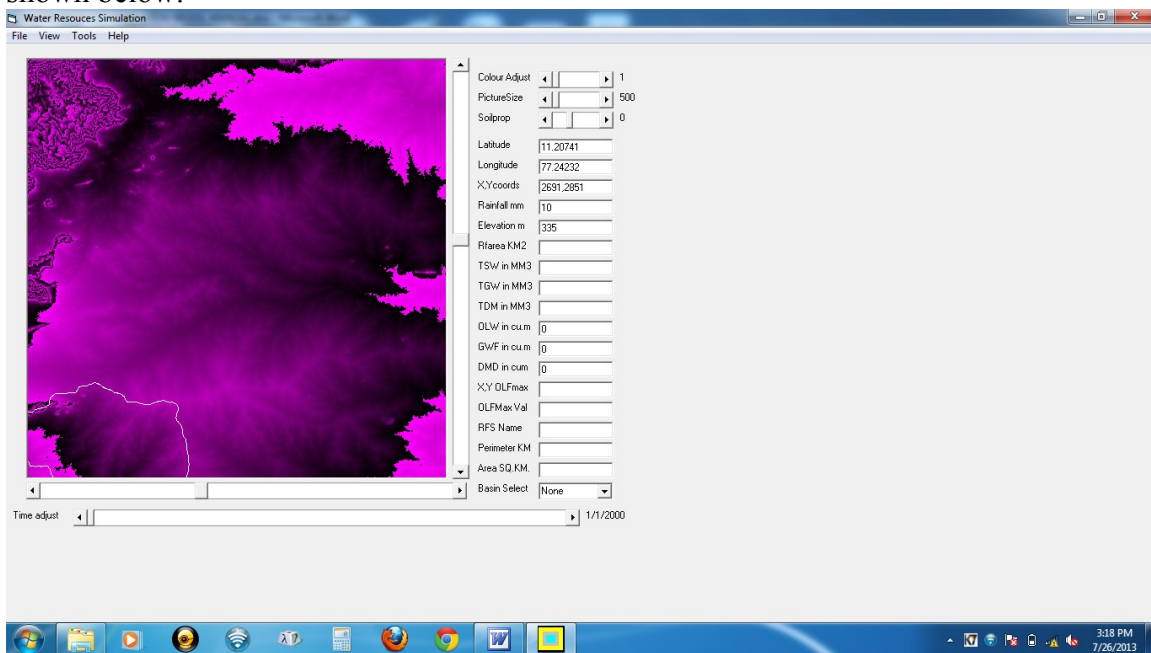 shown below.
Water Resouces Simulation
File View Tools Help
Colour Adjust 1
PictureSize 500
Soilprop 0
Latitude 11.20741
Longitude 77.24232
X,Ycoords 2691,2851
Rainfall mm 10
Elevation m 335
Rfarea KM2
TSW in MM3
TGW in MM3
TDM in MM3
OLW in cu.m 0
GWF in cu.m 0
DMD in cum 0
X,Y OLFmax
OLFMax Val
RFS Name
Perimeter KM
Area SQ.KM.
Basin Select None
Time adjust 1/1/2000
3:18 PM
7/26/2013